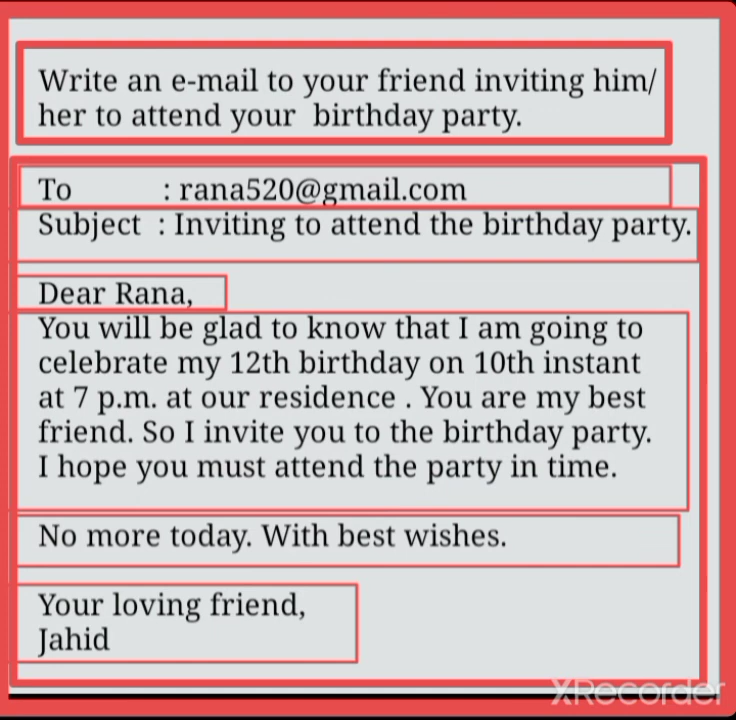 Write an e-mail to your friend inviting him/
her to attend your birthday party.
To : rana520@gmail.com
Subject : Inviting to attend the birthday party.
Dear Rana,
You will be glad to know that I am going to
celebrate my 12th birthday on 10th instant
at 7 p.m. at our residence . You are my best
friend. So I invite you to the birthday party.
I hope you must attend the party in time.
No more today. With best wishes.
Your loving friend,
Jahid
XRecorder